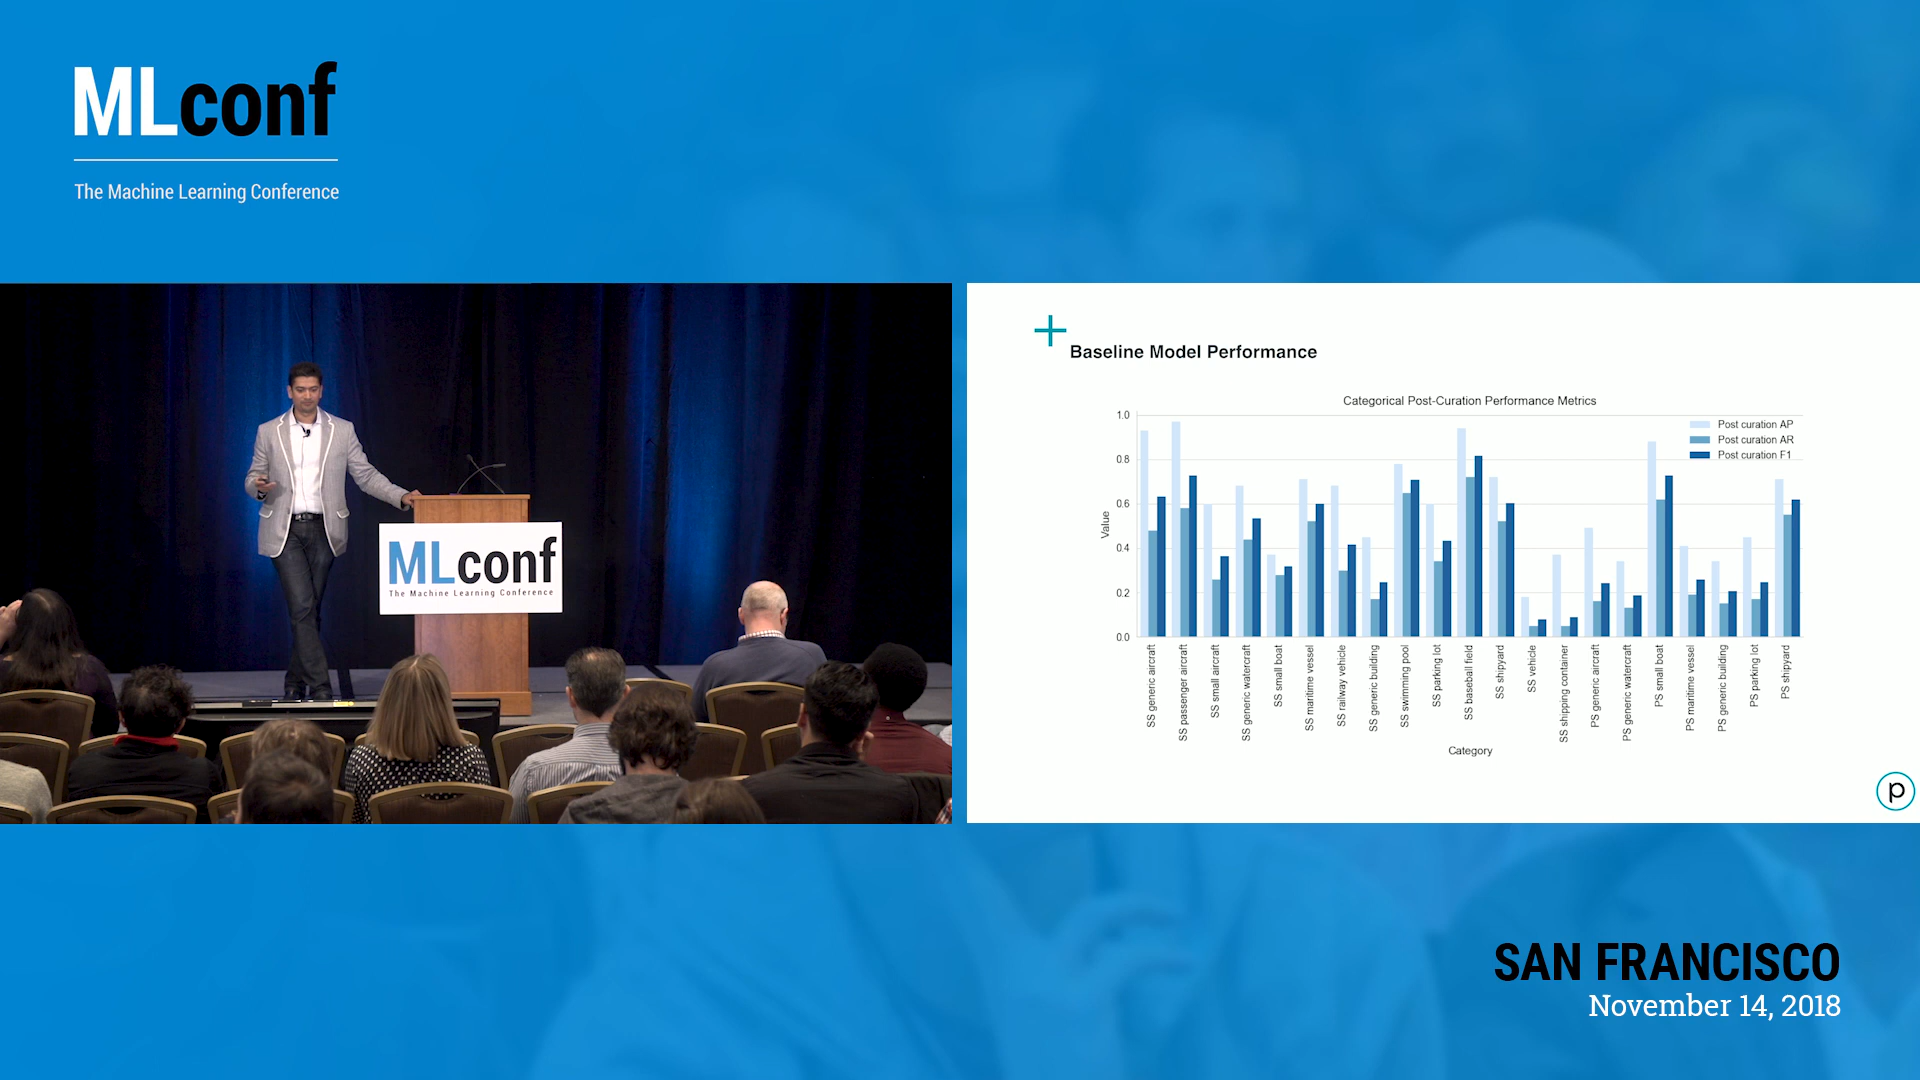 MLconf
The Machine Learning Conference
MLconf
The Machine Learning Conference
Baseline Model Performance
Categorical Post-Curation Performance Metrics
Post curation AP
Post curation AR
Post curation F1
Value
1.0
0.8
0.6
0.4
0.2
0.0
SS generic aircraft
SS passenger aircraft
SS small aircraft
SS generic watercraft
SS small boat
SS maritime vessel
SS railway vehicle
SS generic building
SS swimming pool
SS parking lot
SS baseball field
SS shipyard
SS vehicle
SS shipping container
PS generic aircraft
PS generic watercraft
PS small boat
PS maritime vessel
PS generic building
PS parking lot
PS shipyard
Category
p
SAN FRANCISCO
November 14, 2018